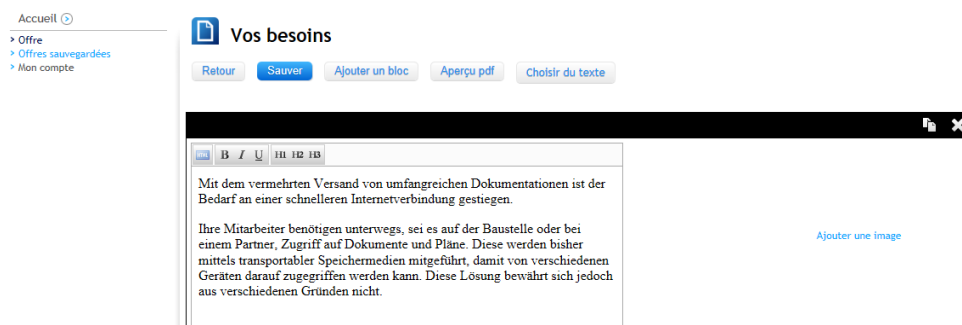 Accueil
> Offre
> Offres sauvegardées
> Mon compte
Vos besoins
Retour Sauver Ajouter un bloc Aperçu pdf Choisir du texte
HTML B I U H1 H2 H3
Mit dem vermehrten Versand von umfangreichen Dokumentationen ist der
Bedarf an einer schnelleren Internetverbindung gestiegen.
Ihre Mitarbeiter benötigen unterwegs, sei es auf der Baustelle oder bei
einem Partner, Zugriff auf Dokumente und Pläne. Diese werden bisher
mittels transportabler Speichermedien mitgeführt, damit von verschiedenen
Geräten darauf zugegriffen werden kann. Diese Lösung bewährt sich jedoch
aus verschiedenen Gründen nicht.
Ajouter une image